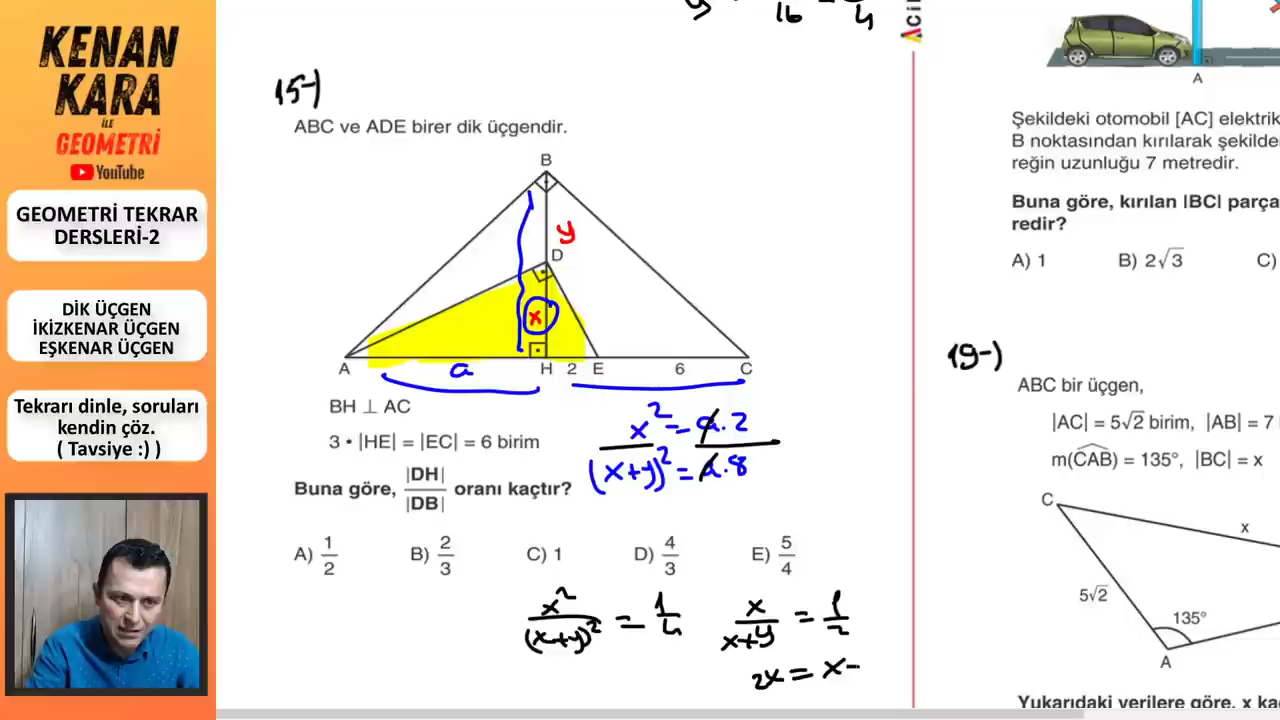 KENAN
KARA
İLE
GEOMETRİ
YouTube
GEOMETRİ TEKRAR
DERSLERİ-2
DİK ÜÇGEN
İKİZKENAR ÜÇGEN
EŞKENAR ÜÇGEN
Tekrarı dinle, soruları
kendin çöz.
( Tavsiye :) )
16
4
15-)
ABC ve ADE birer dik üçgendir.
B
y
D
x
A
a
H
2
E
6
C
BH ⊥ AC
3 • |HE| = |EC| = 6 birim
Buna göre, |DH| / |DB| oranı kaçtır?
x² = a.2
(x+y)² = a.8
A) 1/2 B) 2/3 C) 1 D) 4/3 E) 5/4
x²/(x+y)² = 1/4 x/(x+y) = 1/2
2x = x-
Acil
A
Şekildeki otomobil [AC] elektrik
B noktasından kırılarak şekilde
reğin uzunluğu 7 metredir.
Buna göre, kırılan |BC| parça
redir?
A) 1 B) 2√3 C)
19-)
ABC bir üçgen,
|AC| = 5√2 birim, |AB| = 7
m(CAB) = 135°, |BC| = x
C
x
5√2
135°
A
Yukarıdaki verilere göre, x ka